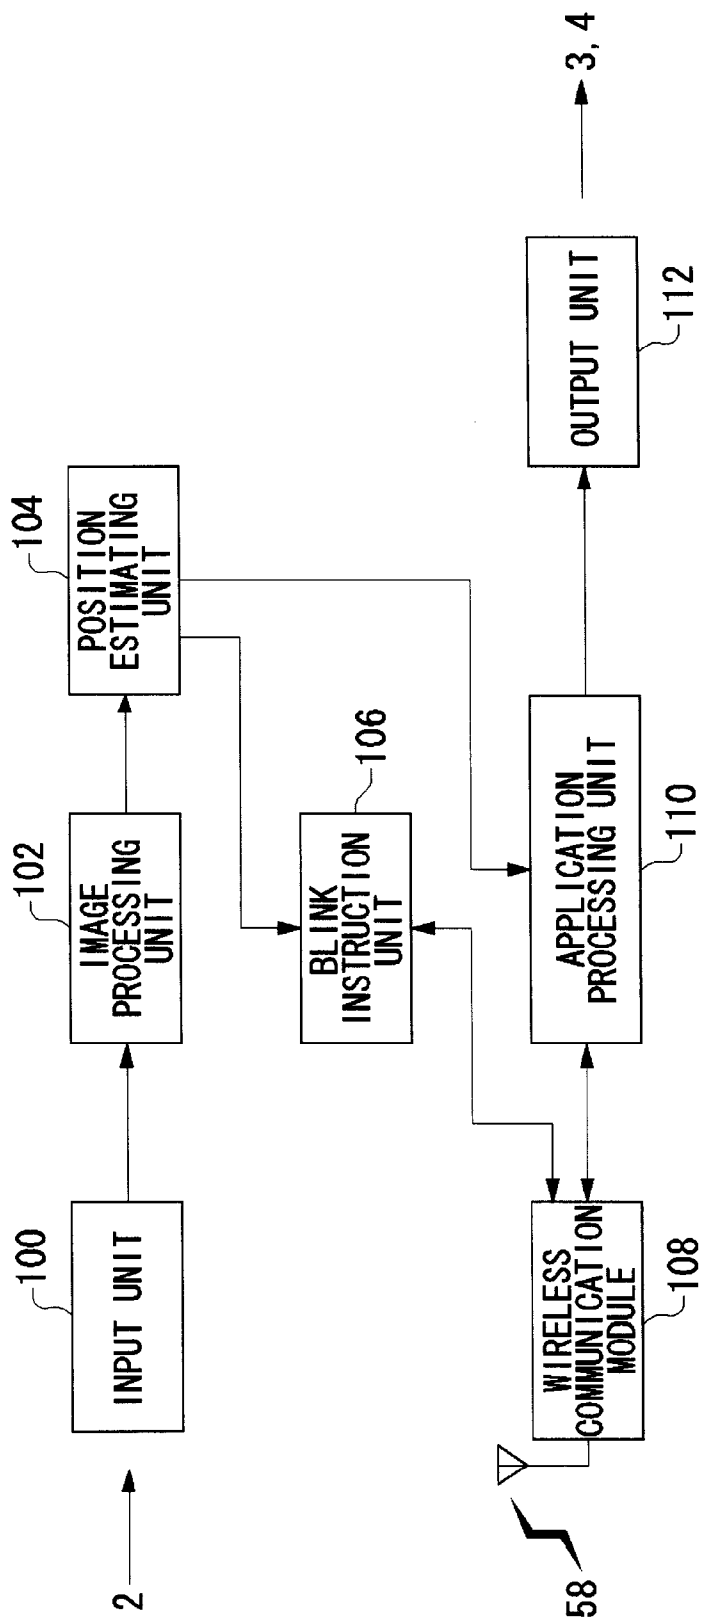 2
100
INPUT UNIT
102
IMAGE
PROCESSING
UNIT
104
POSITION
ESTIMATING
UNIT
106
BLINK
INSTRUCTION
UNIT
58
WIRELESS
COMMUNICATION
MODULE
108
APPLICATION
PROCESSING UNIT
110
OUTPUT UNIT
112
3, 4